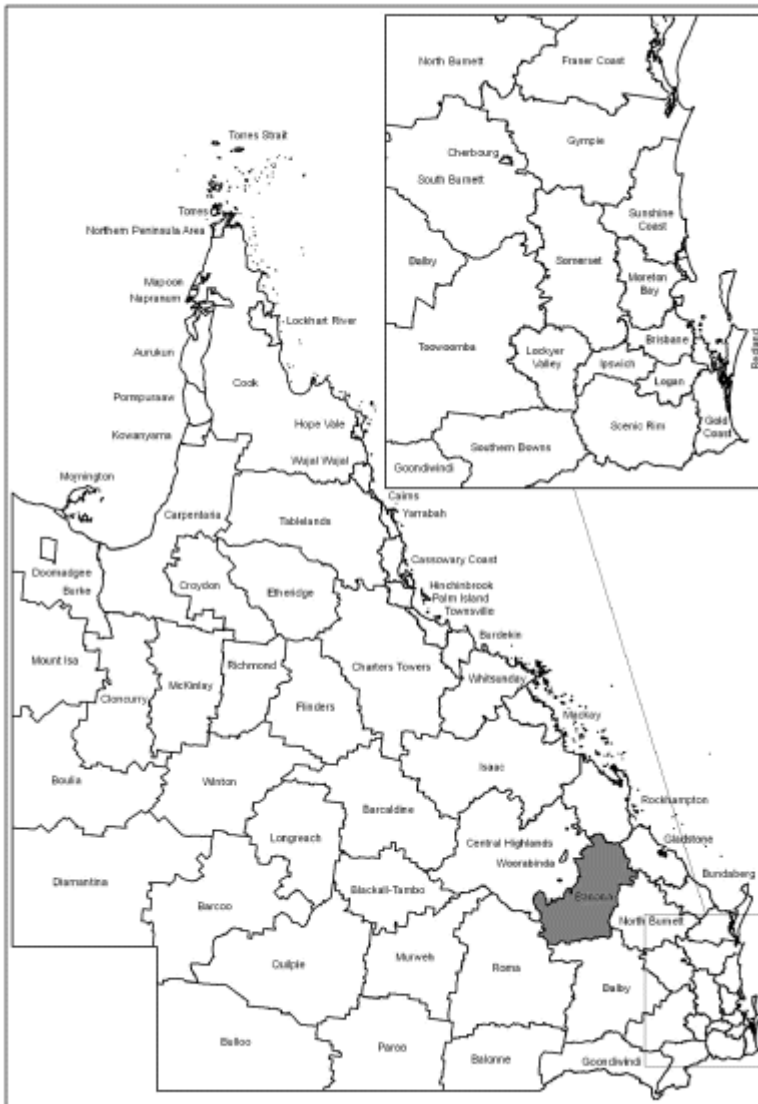 North Burnett
Fraser Coast
Gympie
Cherbourg
South Burnett
Sunshine
Coast
Dalby
Somerset
Moreton
Bay
Toowoomba
Lockyer
Valley
Brisbane
Ipswich
Logan
Redland
Scenic Rim
Gold
Coast
Southern Downs
Goondiwindi
Torres Strait
Torres
Northern Peninsula Area
Mapoon
Napranum
Lockhart River
Aurukun
Cook
Pormpuraaw
Hope Vale
Kowanyama
Wujal Wujal
Mornington
Cairns
Yarrabah
Carpentaria
Tablelands
Cassowary Coast
Doomadgee
Burke
Croydon
Etheridge
Hinchinbrook
Palm Island
Townsville
Burdekin
Mount Isa
Cloncurry
McKinlay
Richmond
Flinders
Charters Towers
Whitsunday
Mackay
Boulia
Winton
Isaac
Barcaldine
Rockhampton
Longreach
Central Highlands
Gladstone
Woorabinda
Diamantina
Barcoo
Blackall-Tambo
Banana
Bundaberg
North Burnett
Quilpie
Murweh
Roma
Dalby
Bulloo
Paroo
Balonne
Goondiwindi